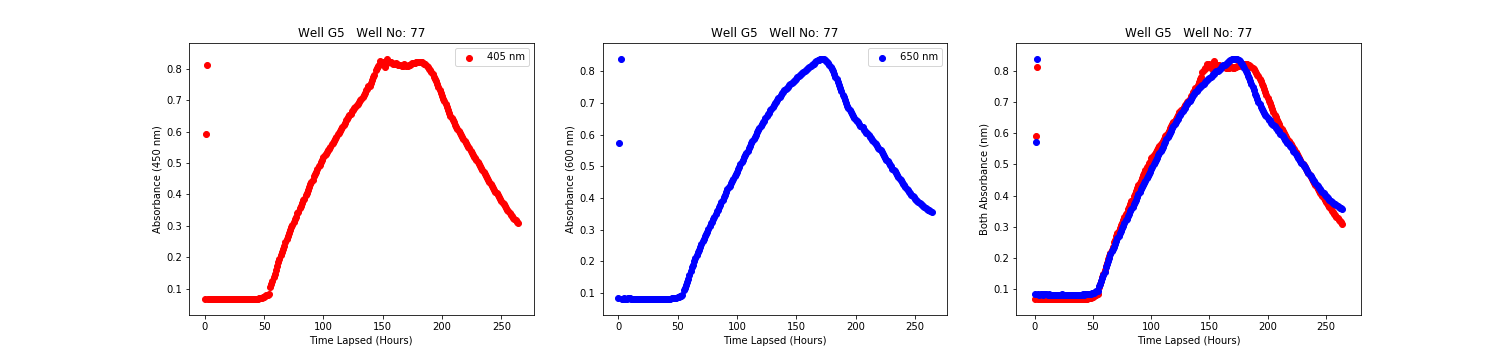 Well G5   Well No: 77
405 nm
Absorbance (450 nm)
0.8
0.7
0.6
0.5
0.4
0.3
0.2
0.1
0 50 100 150 200 250
Time Lapsed (Hours)
Well G5   Well No: 77
650 nm
Absorbance (600 nm)
0.8
0.7
0.6
0.5
0.4
0.3
0.2
0.1
0 50 100 150 200 250
Time Lapsed (Hours)
Well G5   Well No: 77
Both Absorbance (nm)
0.8
0.7
0.6
0.5
0.4
0.3
0.2
0.1
0 50 100 150 200 250
Time Lapsed (Hours)